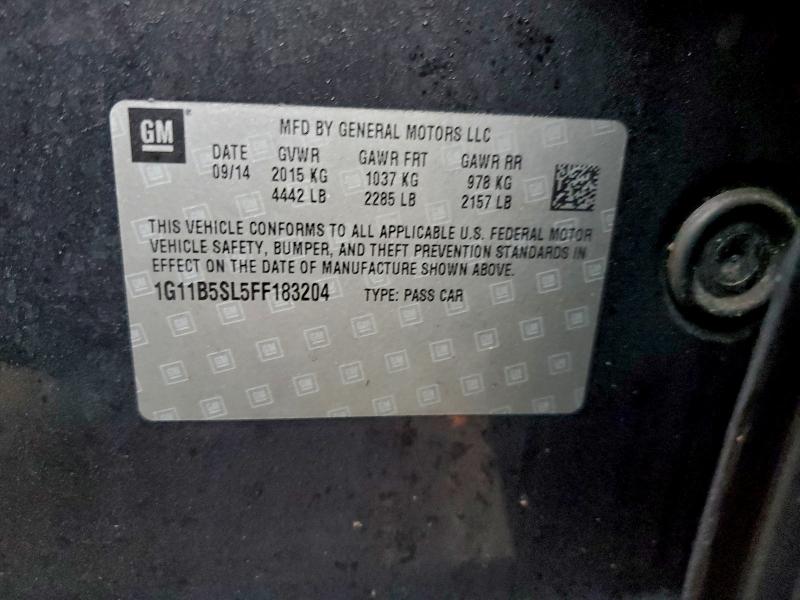 GM
MFD BY GENERAL MOTORS LLC
DATE GVWR GAWR FRT GAWR RR
09/14 2015 KG 1037 KG 978 KG
4442 LB 2285 LB 2157 LB
THIS VEHICLE CONFORMS TO ALL APPLICABLE U.S. FEDERAL MOTOR
VEHICLE SAFETY, BUMPER, AND THEFT PREVENTION STANDARDS IN
EFFECT ON THE DATE OF MANUFACTURE SHOWN ABOVE.
1G11B5SL5FF183204 TYPE: PASS CAR